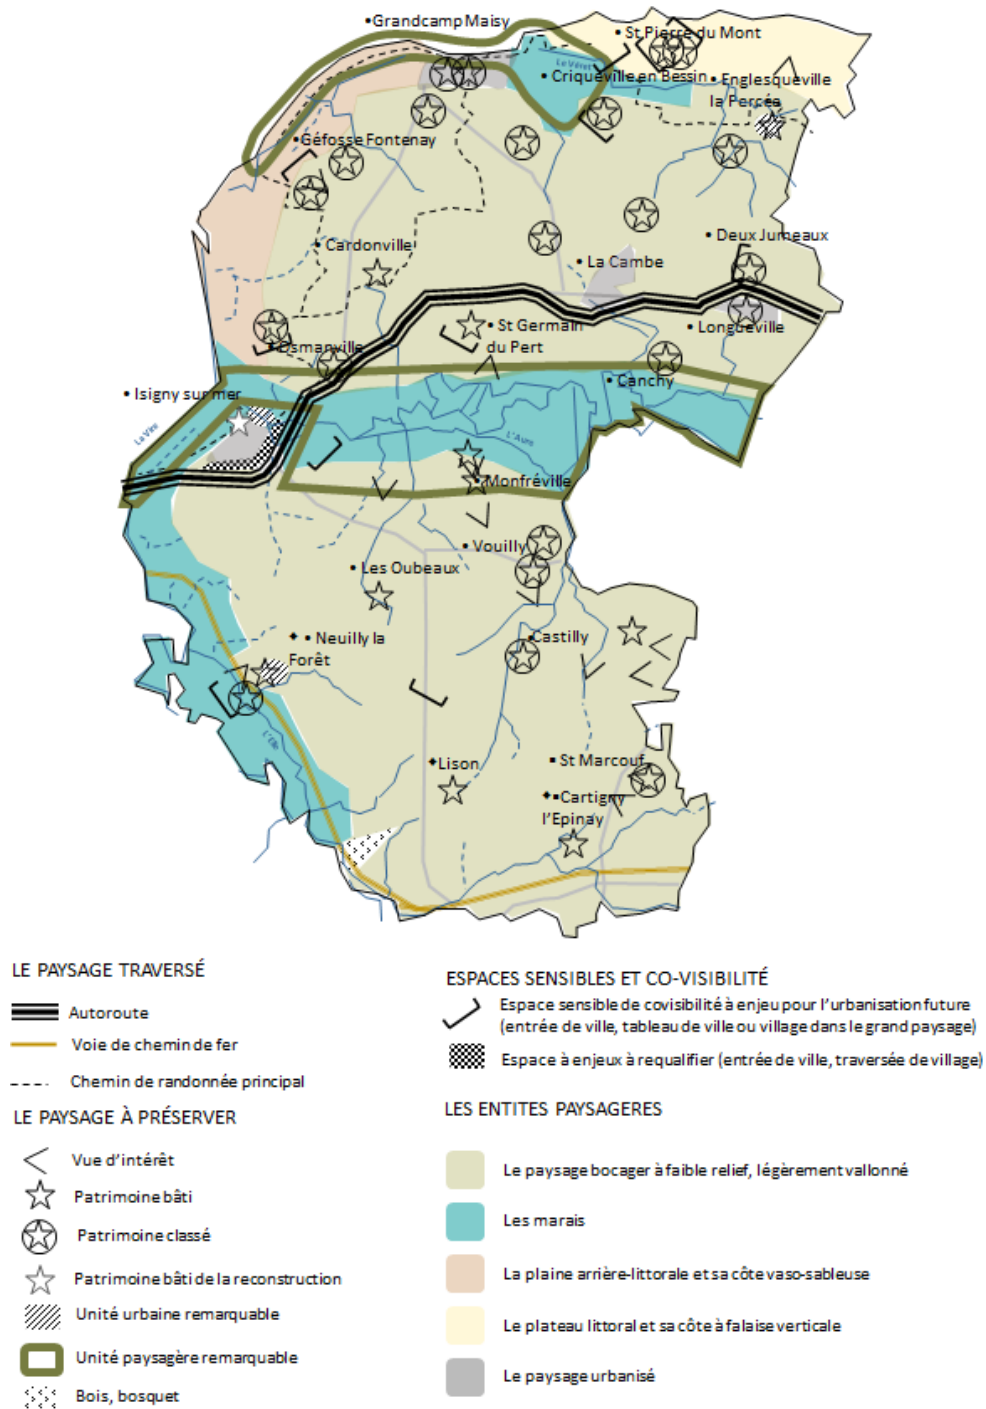 •Grandcamp Maisy
• St Pierre du Mont
Le Véret
• Criqueville en Bessin
• Englesqueville
la Percée
•Géfosse Fontenay
• Cardonville
• Deux Jumeaux
• La Cambe
• St Germain
du Pert
• Longueville
•Osmanville
• Isigny sur mer
• Canchy
La Vire
L'Aure
•Monfréville
• Vouilly
• Les Oubeaux
• Neuilly la
Forêt
•Castilly
L'Elle
Lison
▪ St Marcouf
▪Cartigny
l'Epinay
LE PAYSAGE TRAVERSÉ
Autoroute
Voie de chemin de fer
Chemin de randonnée principal
LE PAYSAGE À PRÉSERVER
Vue d'intérêt
Patrimoine bâti
Patrimoine classé
Patrimoine bâti de la reconstruction
Unité urbaine remarquable
Unité paysagère remarquable
Bois, bosquet
ESPACES SENSIBLES ET CO-VISIBILITÉ
Espace sensible de covisibilité à enjeu pour l'urbanisation future
(entrée de ville, tableau de ville ou village dans le grand paysage)
Espace à enjeux à requalifier (entrée de ville, traversée de village)
LES ENTITES PAYSAGERES
Le paysage bocager à faible relief, légèrement vallonné
Les marais
La plaine arrière-littorale et sa côte vaso-sableuse
Le plateau littoral et sa côte à falaise verticale
Le paysage urbanisé